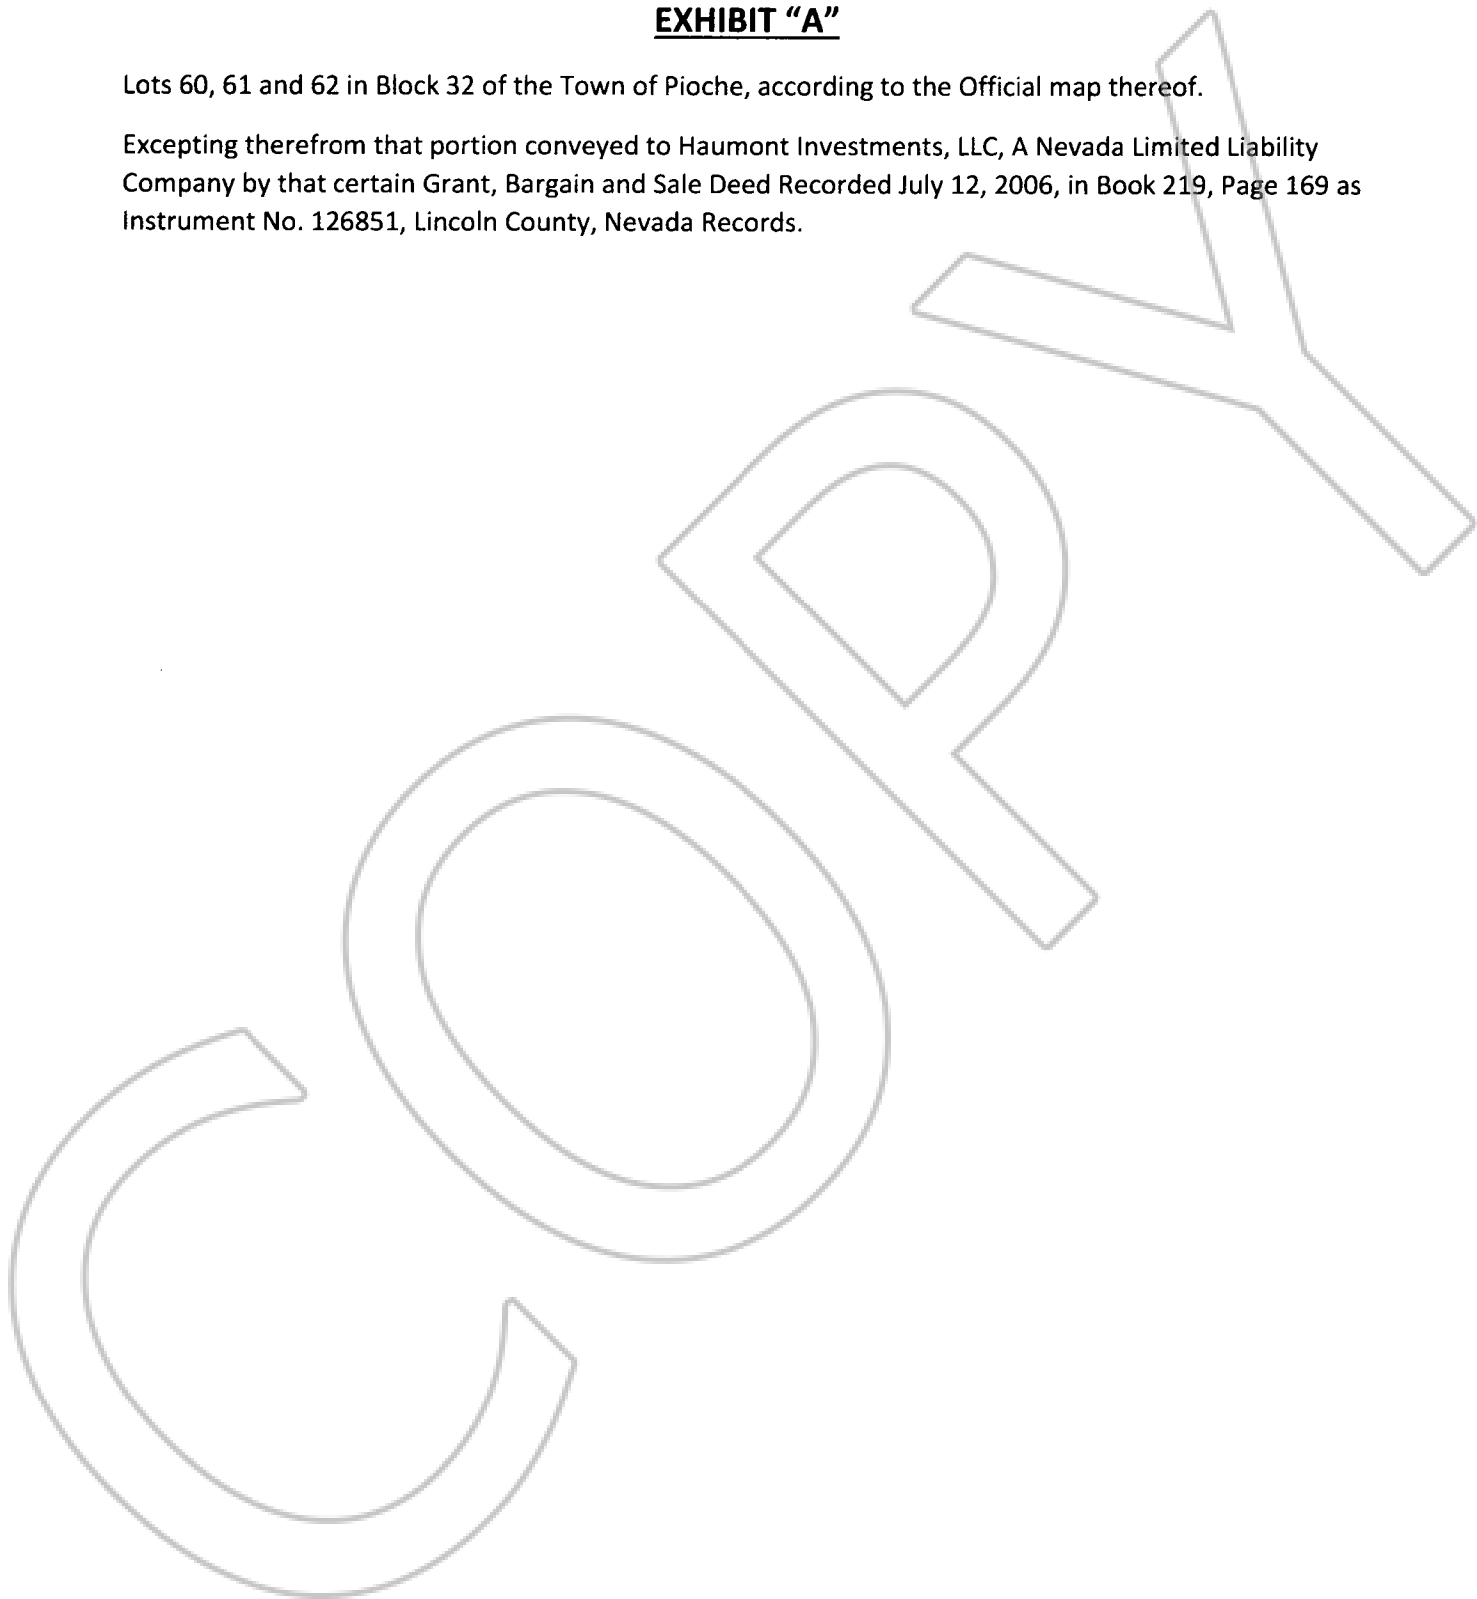 EXHIBIT “A”
Lots 60, 61 and 62 in Block 32 of the Town of Pioche, according to the Official map thereof.
Excepting therefrom that portion conveyed to Haumont Investments, LLC, A Nevada Limited Liability
Company by that certain Grant, Bargain and Sale Deed Recorded July 12, 2006, in Book 219, Page 169 as
Instrument No. 126851, Lincoln County, Nevada Records.
COPY